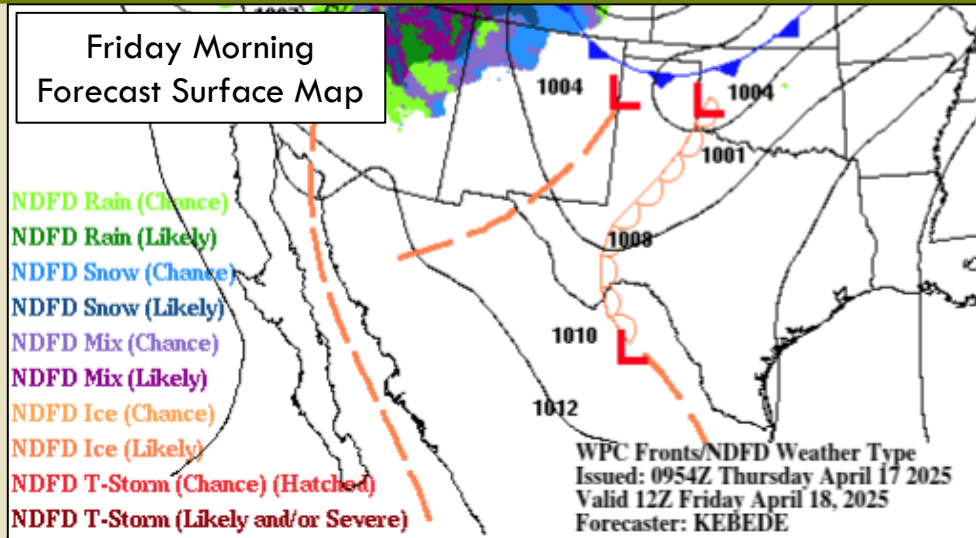 Friday Morning
Forecast Surface Map
1004
L
L
1004
1001
NDFD Rain (Chance)
NDFD Rain (Likely)
1008
NDFD Snow (Chance)
NDFD Snow (Likely)
NDFD Mix (Chance)
1010
L
NDFD Mix (Likely)
NDFD Ice (Chance)
1012
NDFD Ice (Likely)
NDFD T-Storm (Chance) (Hatched)
NDFD T-Storm (Likely and/or Severe)
WPC Fronts/NDFD Weather Type
Issued: 0954Z Thursday April 17 2025
Valid 12Z Friday April 18, 2025
Forecaster: KEBEDE